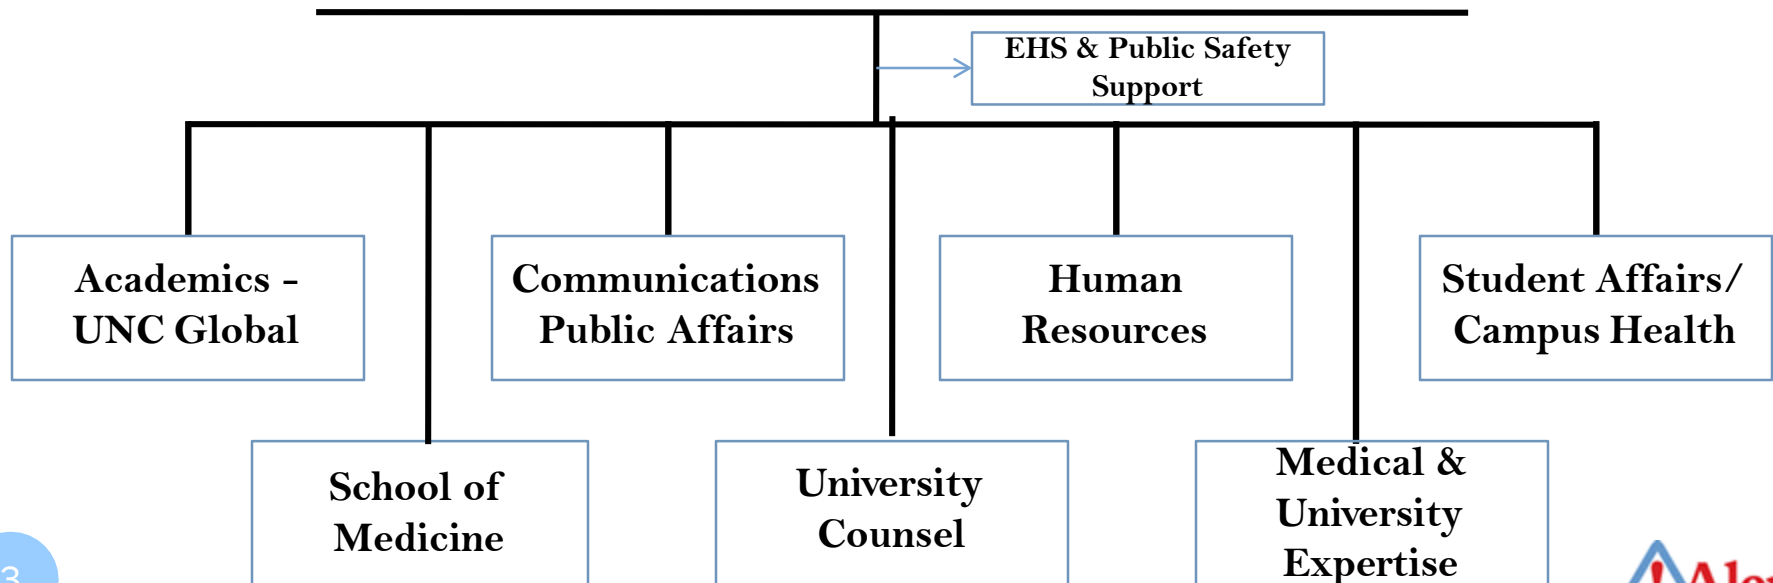 EHS & Public Safety
Support
Academics –
UNC Global
Communications
Public Affairs
Human
Resources
Student Affairs/
Campus Health
School of
Medicine
University
Counsel
Medical &
University
Expertise
3